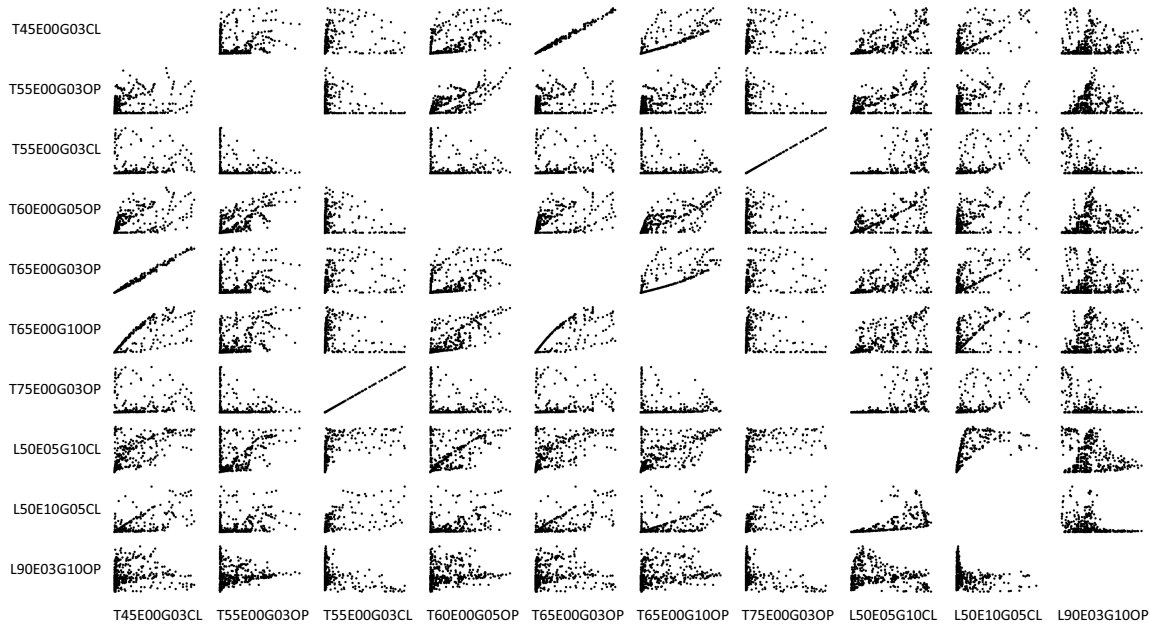 T45E00G03CL
T55E00G03OP
T55E00G03CL
T60E00G05OP
T65E00G03OP
T65E00G10OP
T75E00G03OP
L50E05G10CL
L50E10G05CL
L90E03G10OP
T45E00G03CL T55E00G03OP T55E00G03CL T60E00G05OP T65E00G03OP T65E00G10OP T75E00G03OP L50E05G10CL L50E10G05CL L90E03G10OP